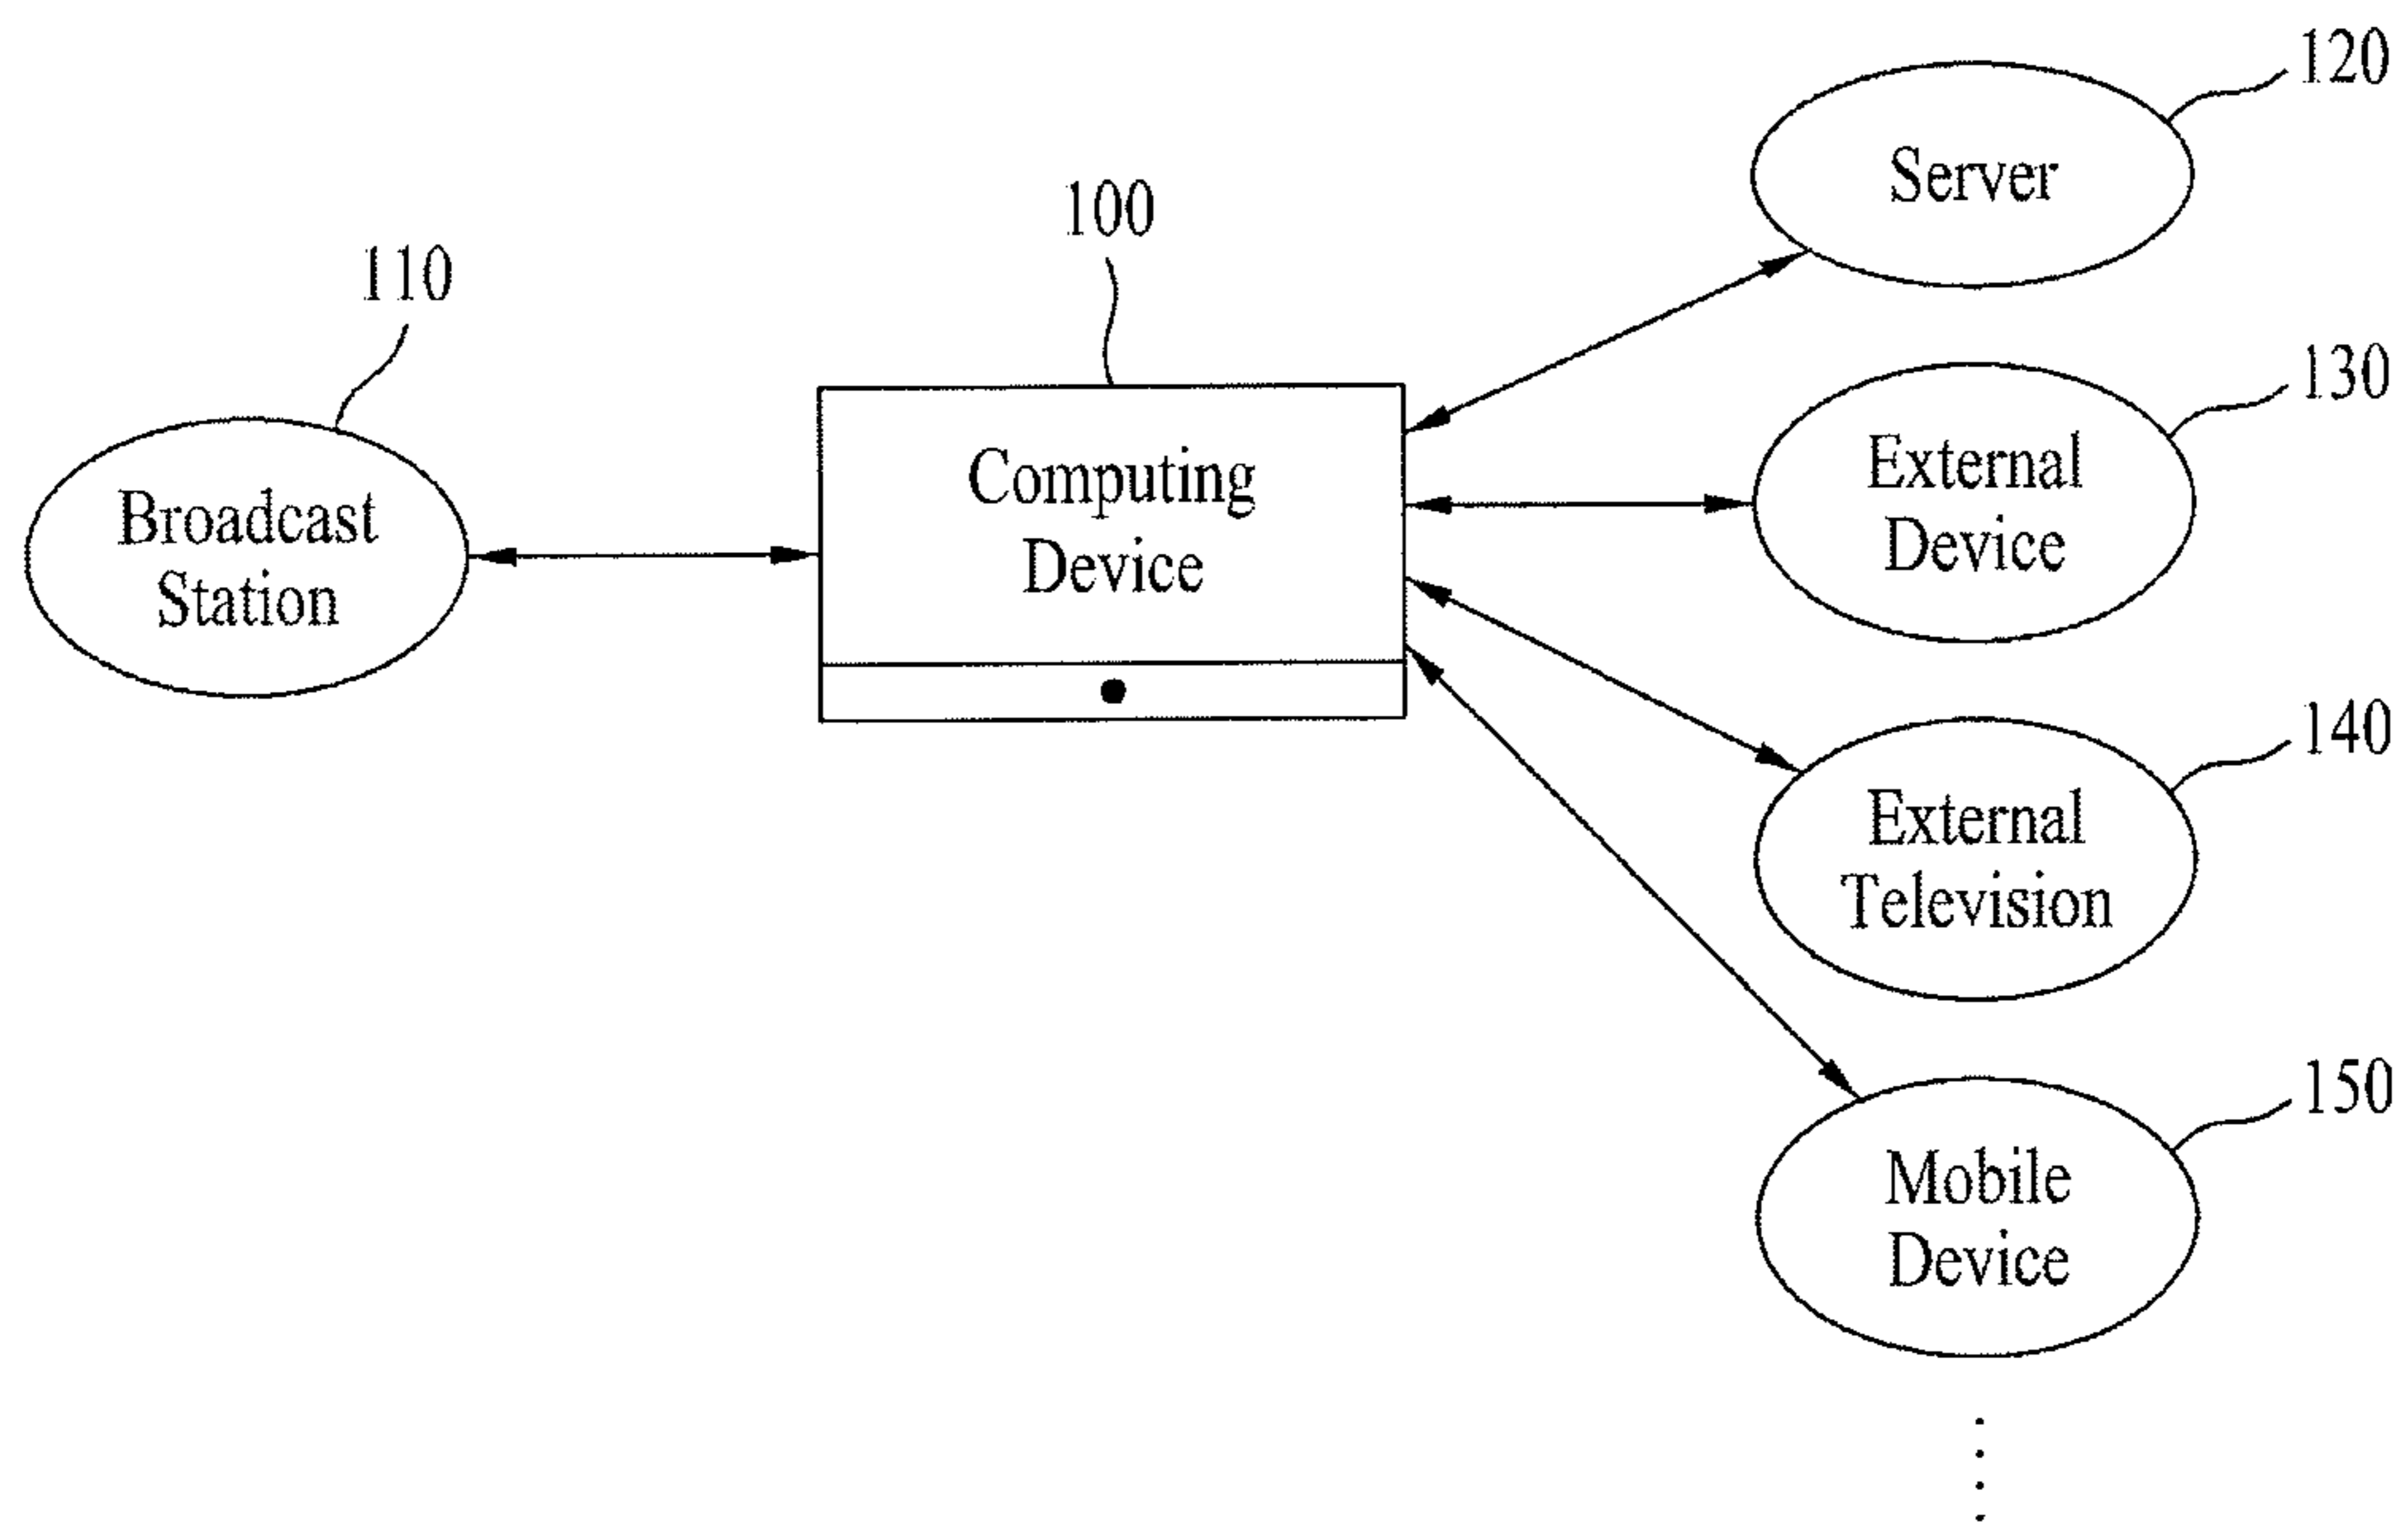 110
Broadcast
Station
100
Computing
Device
120
Server
130
External
Device
140
External
Television
150
Mobile
Device